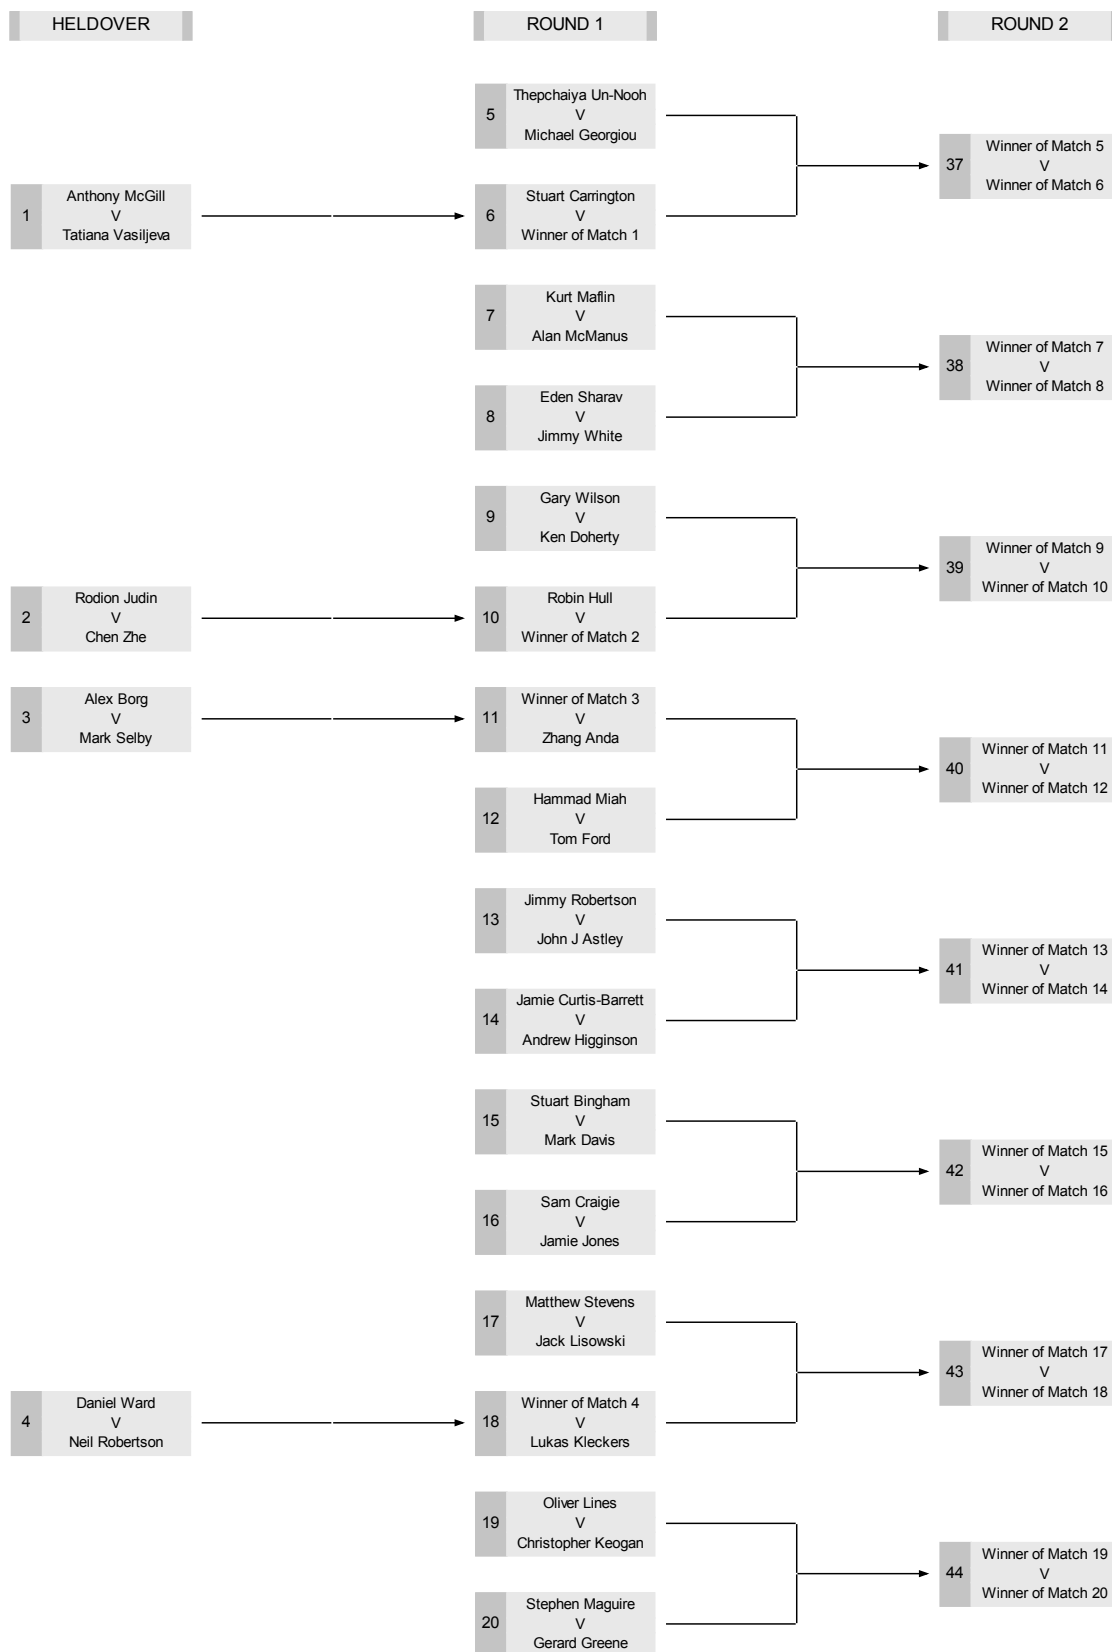 HELDOVER
ROUND 1
ROUND 2
5
Thepchaiya Un-Nooh
V
Michael Georgiou
37
Winner of Match 5
V
Winner of Match 6
1
Anthony McGill
V
Tatiana Vasiljeva
6
Stuart Carrington
V
Winner of Match 1
7
Kurt Maflin
V
Alan McManus
38
Winner of Match 7
V
Winner of Match 8
8
Eden Sharav
V
Jimmy White
9
Gary Wilson
V
Ken Doherty
39
Winner of Match 9
V
Winner of Match 10
2
Rodion Judin
V
Chen Zhe
10
Robin Hull
V
Winner of Match 2
3
Alex Borg
V
Mark Selby
11
Winner of Match 3
V
Zhang Anda
40
Winner of Match 11
V
Winner of Match 12
12
Hammad Miah
V
Tom Ford
13
Jimmy Robertson
V
John J Astley
41
Winner of Match 13
V
Winner of Match 14
14
Jamie Curtis-Barrett
V
Andrew Higginson
15
Stuart Bingham
V
Mark Davis
42
Winner of Match 15
V
Winner of Match 16
16
Sam Craigie
V
Jamie Jones
17
Matthew Stevens
V
Jack Lisowski
43
Winner of Match 17
V
Winner of Match 18
4
Daniel Ward
V
Neil Robertson
18
Winner of Match 4
V
Lukas Kleckers
19
Oliver Lines
V
Christopher Keogan
44
Winner of Match 19
V
Winner of Match 20
20
Stephen Maguire
V
Gerard Greene